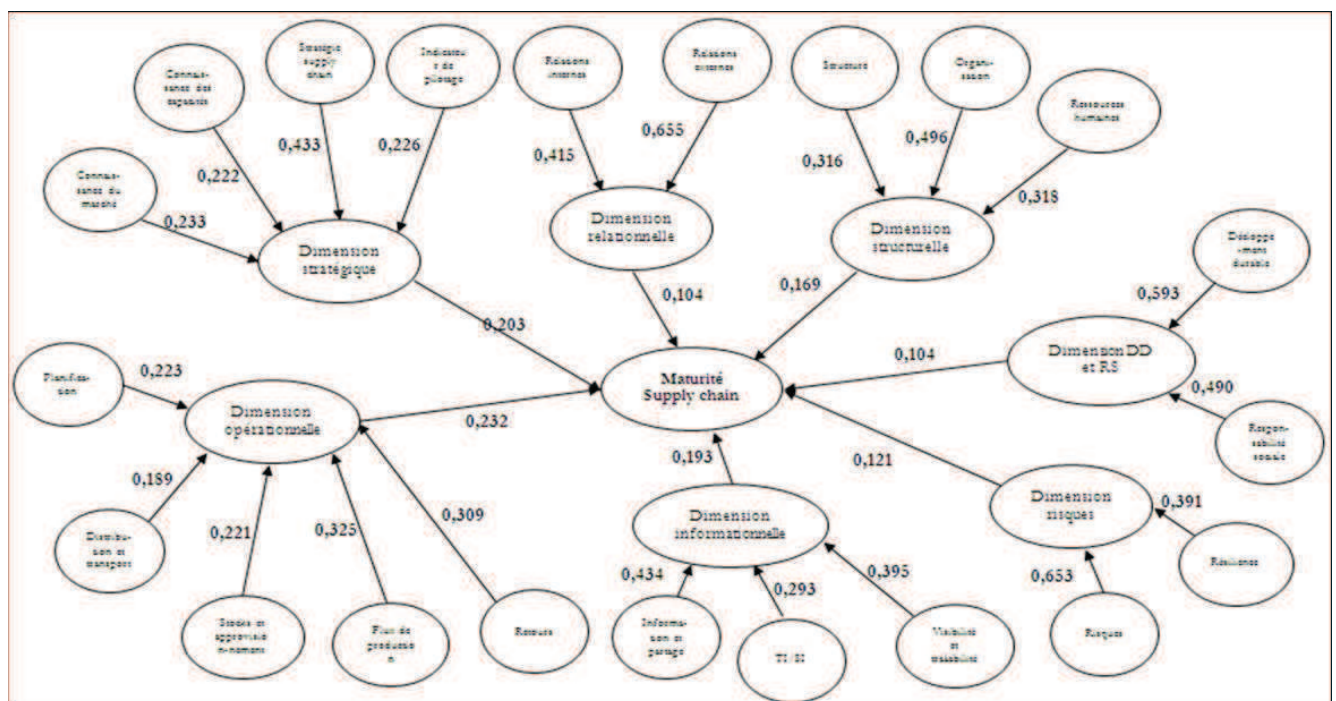 Connais-
sance du
marché
Connais-
sance des
capacités
Stratégie
supply
chain
Indicateu
r de
pilotage
Relations
internes
Relations
externes
Structure
Organi-
sation
Ressources
humaines
0,233
0,222
0,433
0,226
0,415
0,655
0,316
0,496
0,318
Dimension
stratégique
Dimension
relationnelle
Dimension
structurelle
Développe
-ment
durable
0,203
0,104
0,169
0,593
Planifica-
tion
0,223
Dimension
opérationnelle
0,232
Maturité
Supply chain
0,104
Dimension DD
et RS
0,490
Respon-
sabilité
sociale
0,189
0,221
0,325
0,309
0,193
0,121
Dimension
informationnelle
Dimension
risques
0,391
Résilience
Distribu-
tion et
transport
Stocks et
approvisio
n-nement
Flux de
productio
n
Retours
0,434
0,293
0,395
0,653
Informa-
tion et
partage
TI /SI
Visibilité
et
traçabilité
Risques